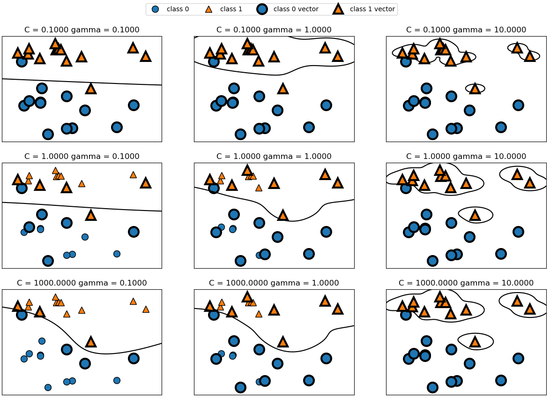 class 0 class 1 class 0 vector class 1 vector
C = 0.1000 gamma = 0.1000 C = 0.1000 gamma = 1.0000 C = 0.1000 gamma = 10.0000
C = 1.0000 gamma = 0.1000 C = 1.0000 gamma = 1.0000 C = 1.0000 gamma = 10.0000
C = 1000.0000 gamma = 0.1000 C = 1000.0000 gamma = 1.0000 C = 1000.0000 gamma = 10.0000